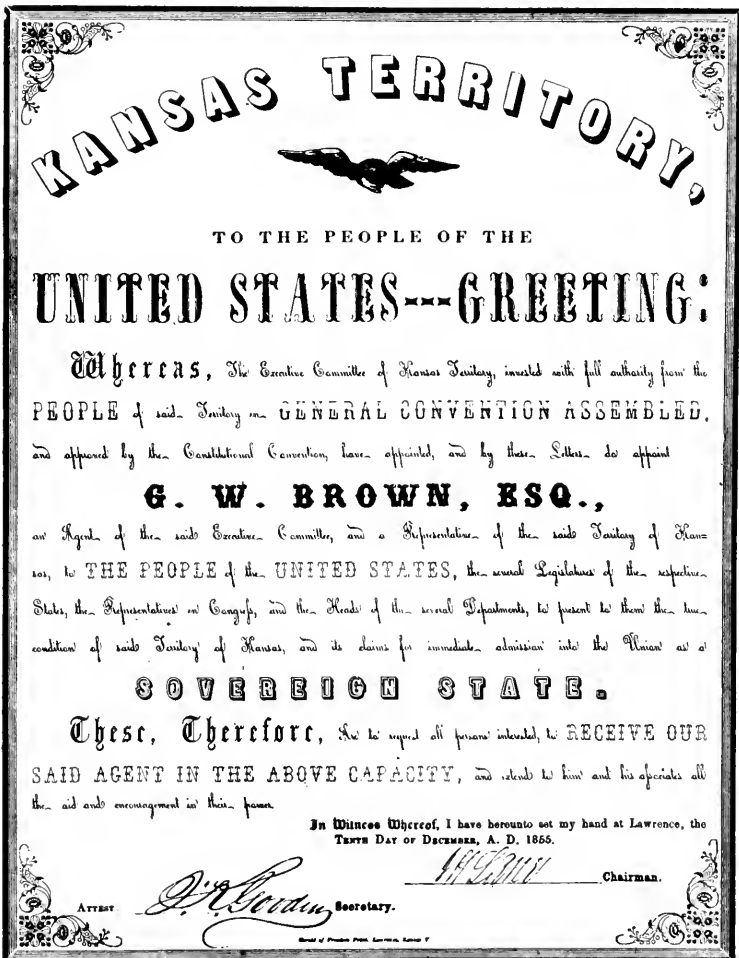 KANSAS TERRITORY,
TO THE PEOPLE OF THE
UNITED STATES---GREETING:
Whereas, The Executive Committee of Kansas Territory, invested with full authority from the
PEOPLE of said Territory in GENERAL CONVENTION ASSEMBLED,
and approved by the Constitutional Convention, have appointed, and by these Letters do appoint
G. W. BROWN, ESQ.,
an Agent of the said Executive Committee, and a Representative of the said Territory of Kan=
sas, to THE PEOPLE of the UNITED STATES, the several Legislatures of the respective
States, the Representatives in Congress, and the Heads of the several Departments, to present to them the true
condition of said Territory of Kansas, and its claims for immediate admission into the Union as a
SOVEREIGN STATE.
These, Therefore, Are to request all persons interested, to RECEIVE OUR
SAID AGENT IN THE ABOVE CAPACITY, and extend to him and his associates all
the aid and encouragement in their power.
In Witness Whereof, I have hereunto set my hand at Lawrence, the
TENTH DAY OF DECEMBER, A. D. 1855.
Chairman.
ATTEST J. K. Goodin, Secretary.
Herald of Freedom Print, Lawrence, Kansas T